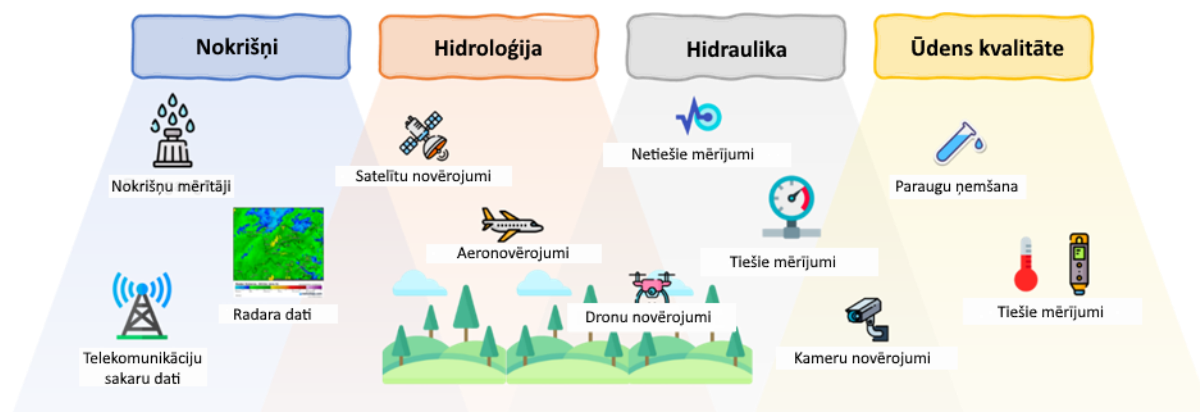 Nokrišņi
Hidroloģija
Hidraulika
Ūdens kvalitāte
Nokrišņu mērītāji
Radara dati
Telekomunikāciju
sakaru dati
Satelītu novērojumi
Aeronovērojumi
Dronu novērojumi
Netiešie mērījumi
Tiešie mērījumi
Kameru novērojumi
Paraugu ņemšana
Tiešie mērījumi